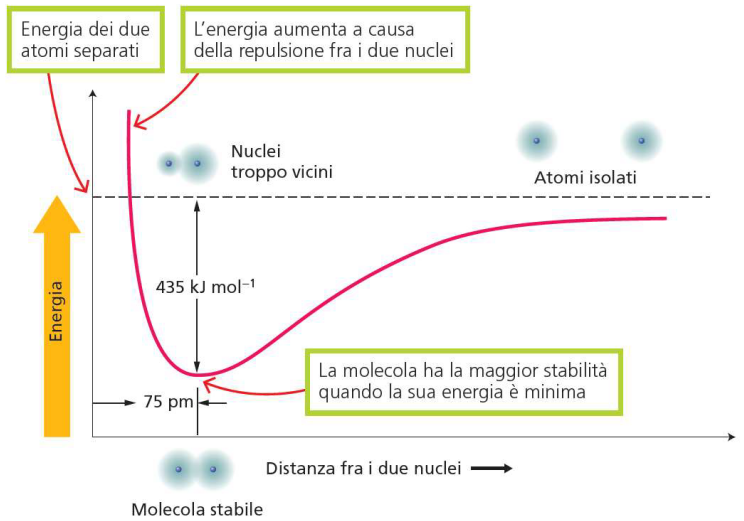 Energia dei due
atomi separati
L'energia aumenta a causa
della repulsione fra i due nuclei
Nuclei
troppo vicini
Atomi isolati
435 kJ mol⁻¹
Energia
La molecola ha la maggior stabilità
quando la sua energia è minima
75 pm
Distanza fra i due nuclei
Molecola stabile